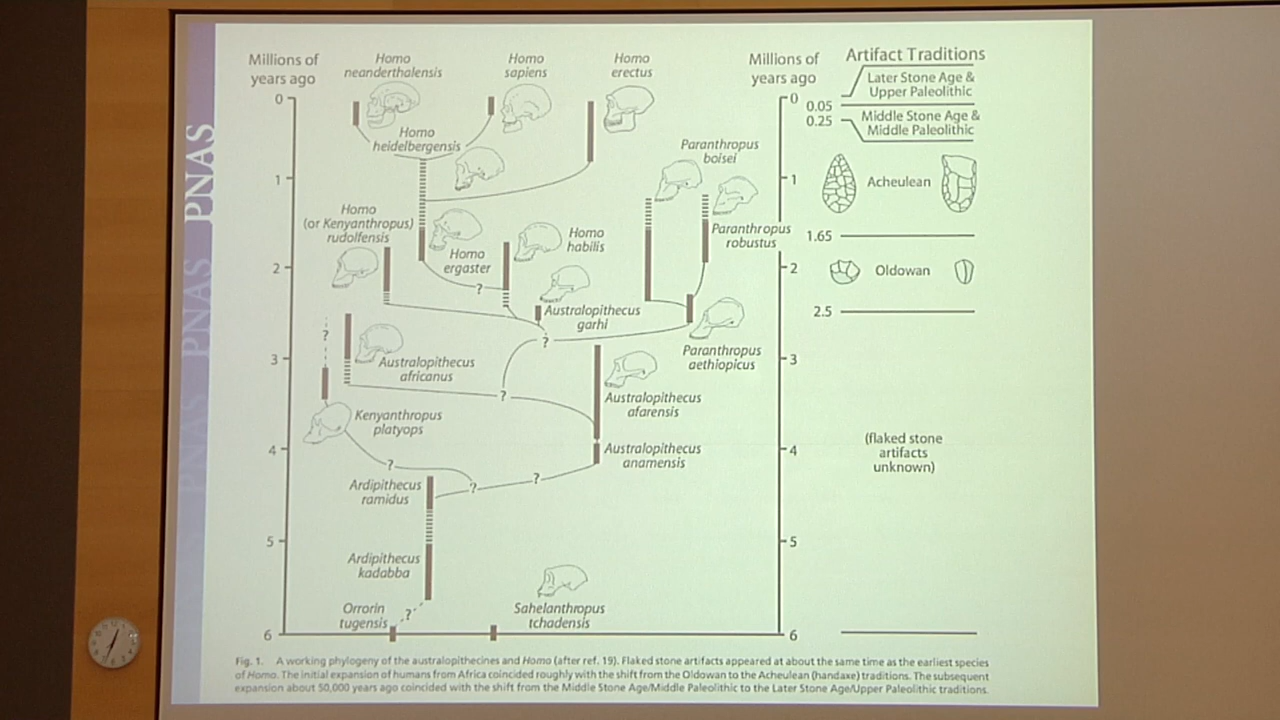 PNAS
PNAS
PNAS
Millions of
years ago
Homo
neanderthalensis
Homo
sapiens
Homo
erectus
Millions of
years ago
Artifact Traditions
Later Stone Age &
Upper Paleolithic
0
0
0.05
0.25
Middle Stone Age &
Middle Paleolithic
Homo
heidelbergensis
Paranthropus
boisei
1
1
Acheulean
Homo
(or Kenyanthropus)
rudolfensis
Homo
ergaster
Homo
habilis
Paranthropus
robustus
1.65
2
2
Oldowan
?
Australopithecus
garhi
2.5
?
?
Paranthropus
aethiopicus
3
3
Australopithecus
africanus
?
Australopithecus
afarensis
Kenyanthropus
platyops
4
4
Australopithecus
anamensis
(flaked stone
artifacts
unknown)
?
?
?
Ardipithecus
ramidus
5
5
Ardipithecus
kadabba
Orrorin
tugensis
?
Sahelanthropus
tchadensis
6
6
Fig. 1. A working phylogeny of the australopithecines and Homo (after ref. 19). Flaked stone artifacts appeared at about the same time as the earliest species
of Homo. The initial expansion of humans from Africa coincided roughly with the shift from the Oldowan to the Acheulean (handaxe) traditions. The subsequent
expansion about 50,000 years ago coincided with the shift from the Middle Stone Age/Middle Paleolithic to the Later Stone Age/Upper Paleolithic traditions.